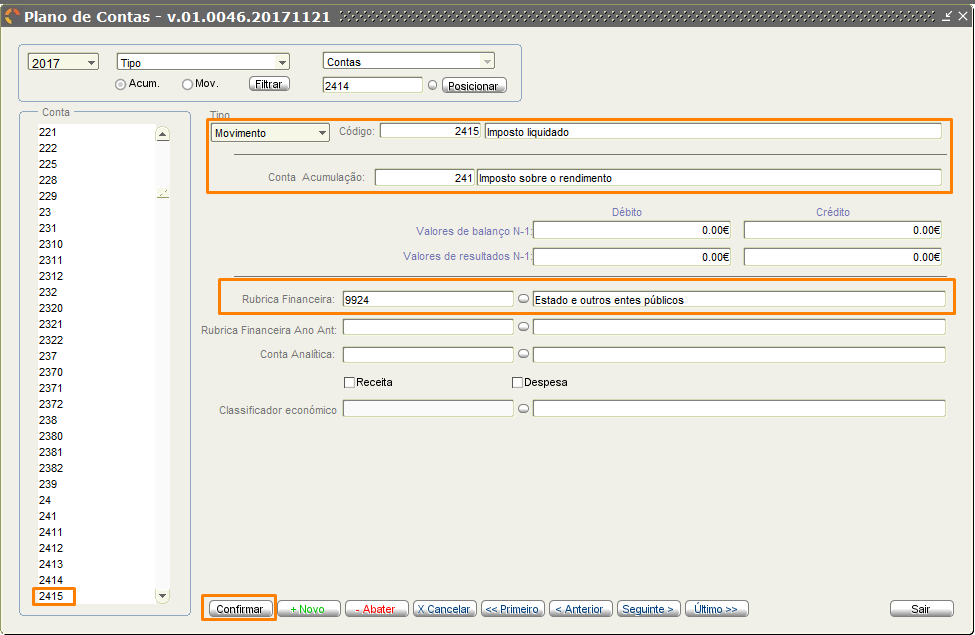 Plano de Contas - v.01.0046.20171121
2017 Tipo Contas
Acum. Mov. Filtrar 2414 Posicionar
Conta
221
222
225
228
229
23
231
2310
2311
2312
232
2320
2321
2322
237
2370
2371
2372
238
2380
2381
2382
239
24
241
2411
2412
2413
2414
2415
Tipo
Movimento Código: 2415 Imposto liquidado
Conta Acumulação: 241 Imposto sobre o rendimento
Débito Crédito
Valores de balanço N-1: 0.00€ 0.00€
Valores de resultados N-1: 0.00€ 0.00€
Rubrica Financeira: 9924 Estado e outros entes públicos
Rubrica Financeira Ano Ant:
Conta Analítica:
Receita Despesa
Classificador económico
Confirmar + Novo - Abater X Cancelar << Primeiro < Anterior Seguinte > Último >> Sair